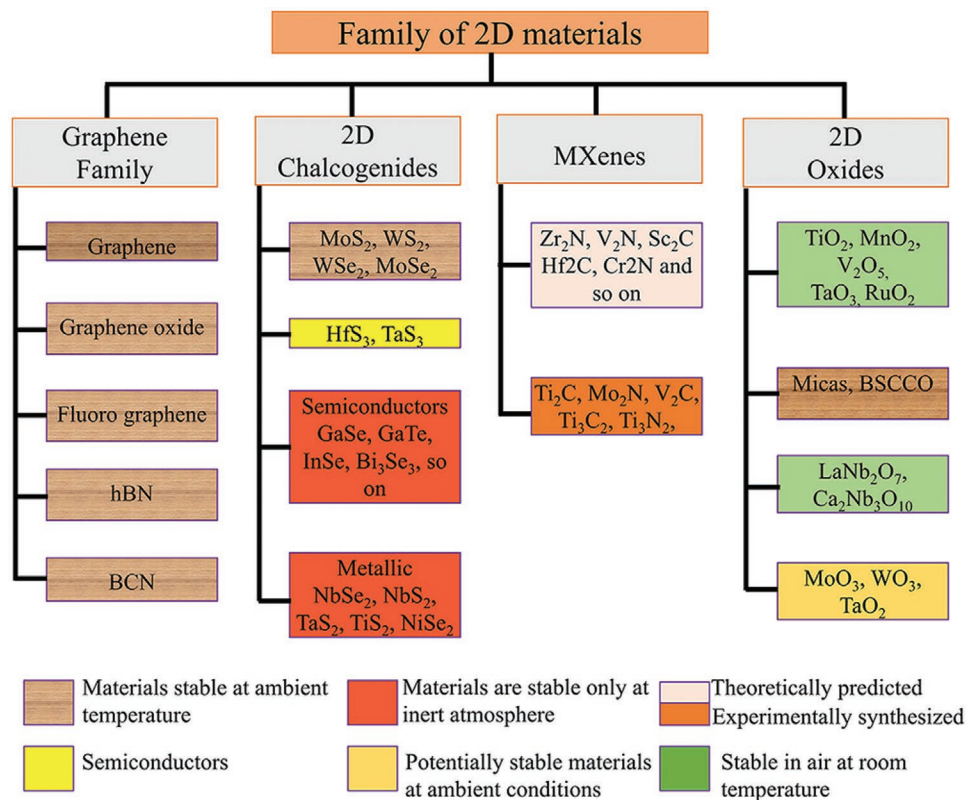 Family of 2D materials
Graphene
Family
2D
Chalcogenides
MXenes
2D
Oxides
Graphene
Graphene oxide
Fluoro graphene
hBN
BCN
MoS₂, WS₂,
WSe₂, MoSe₂
HfS₃, TaS₃
Semiconductors
GaSe, GaTe,
InSe, Bi₃Se₃, so
on
Metallic
NbSe₂, NbS₂,
TaS₂, TiS₂, NiSe₂
Zr₂N, V₂N, Sc₂C
Hf2C, Cr2N and
so on
Ti₂C, Mo₂N, V₂C,
Ti₃C₂, Ti₃N₂,
TiO₂, MnO₂,
V₂O₅,
TaO₃, RuO₂
Micas, BSCCO
LaNb₂O₇,
Ca₂Nb₃O₁₀
MoO₃, WO₃,
TaO₂
Materials stable at ambient
temperature
Materials are stable only at
inert atmosphere
Theoretically predicted
Experimentally synthesized
Semiconductors
Potentially stable materials
at ambient conditions
Stable in air at room
temperature